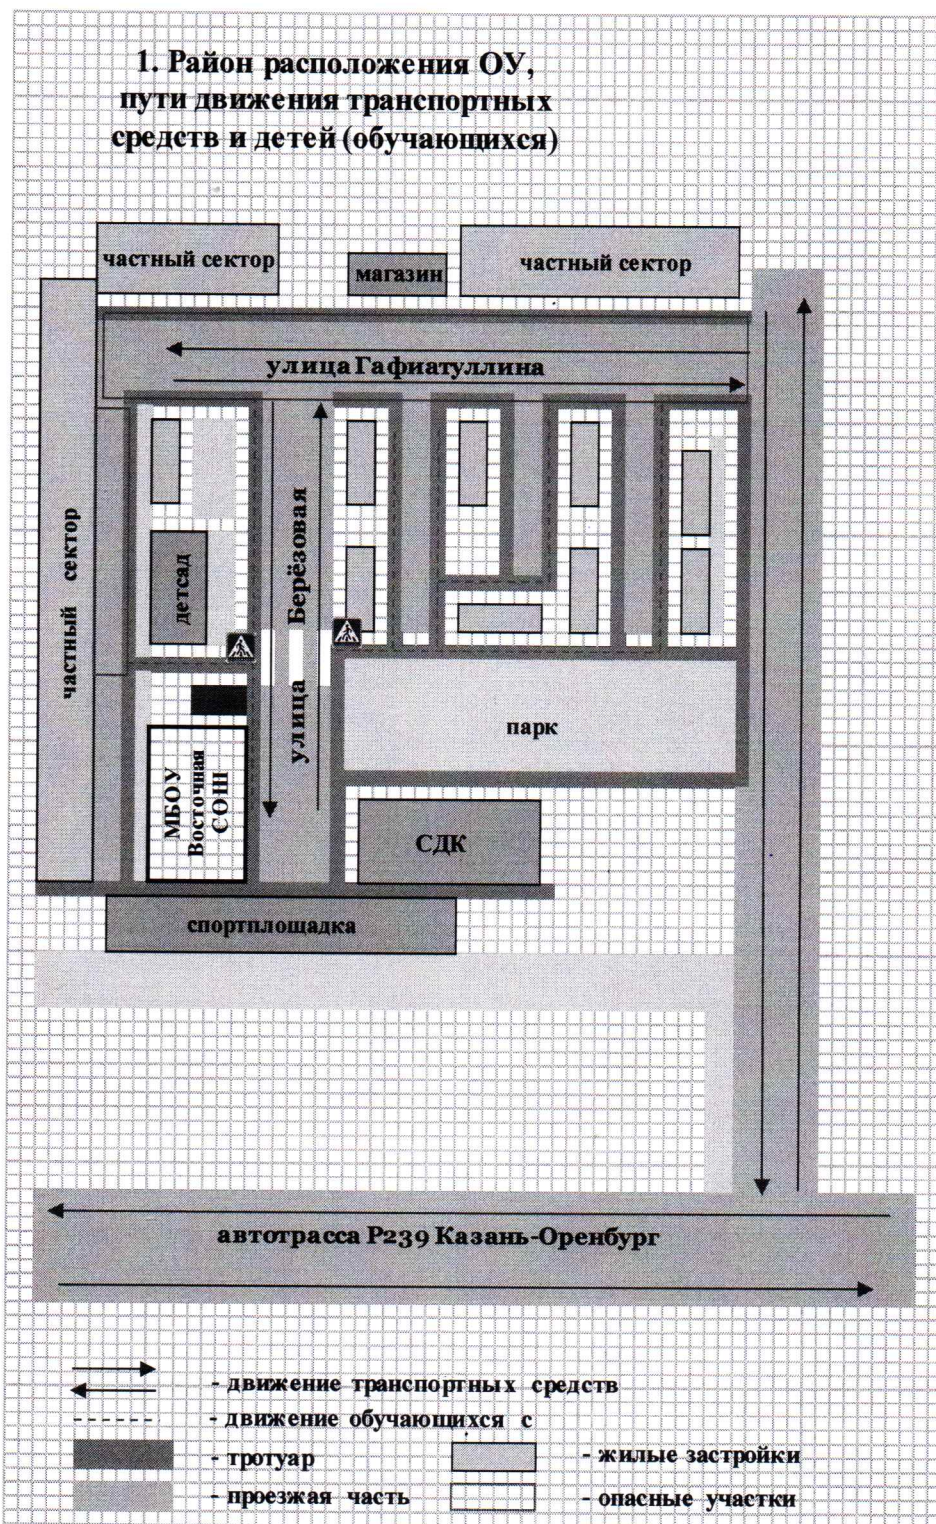 1. Район расположения ОУ,
пути движения транспортных
средств и детей (обучающихся)
частный сектор
магазин
частный сектор
улица Гафиатуллина
частный сектор
детсад
улица Берёзовая
парк
МБОУ
Восточная
СОШ
СДК
спортплощадка
автотрасса Р239 Казань-Оренбург
- движение транспортных средств
- движение обучающихся с
- тротуар
- жилые застройки
- проезжая часть
- опасные участки